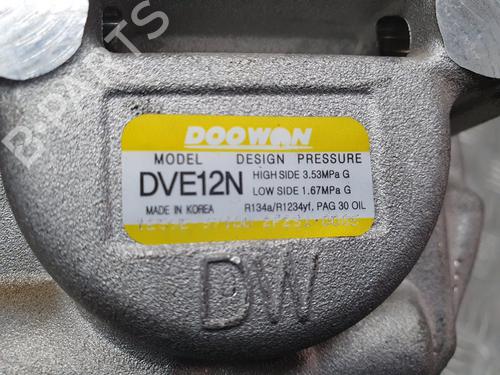 B-PARTS
DOOWON
MODEL DESIGN PRESSURE
DVE12N HIGH SIDE 3.53MPa G
LOW SIDE 1.67MPa G
MADE IN KOREA R134a/R1234yf, PAG 30 OIL
DW